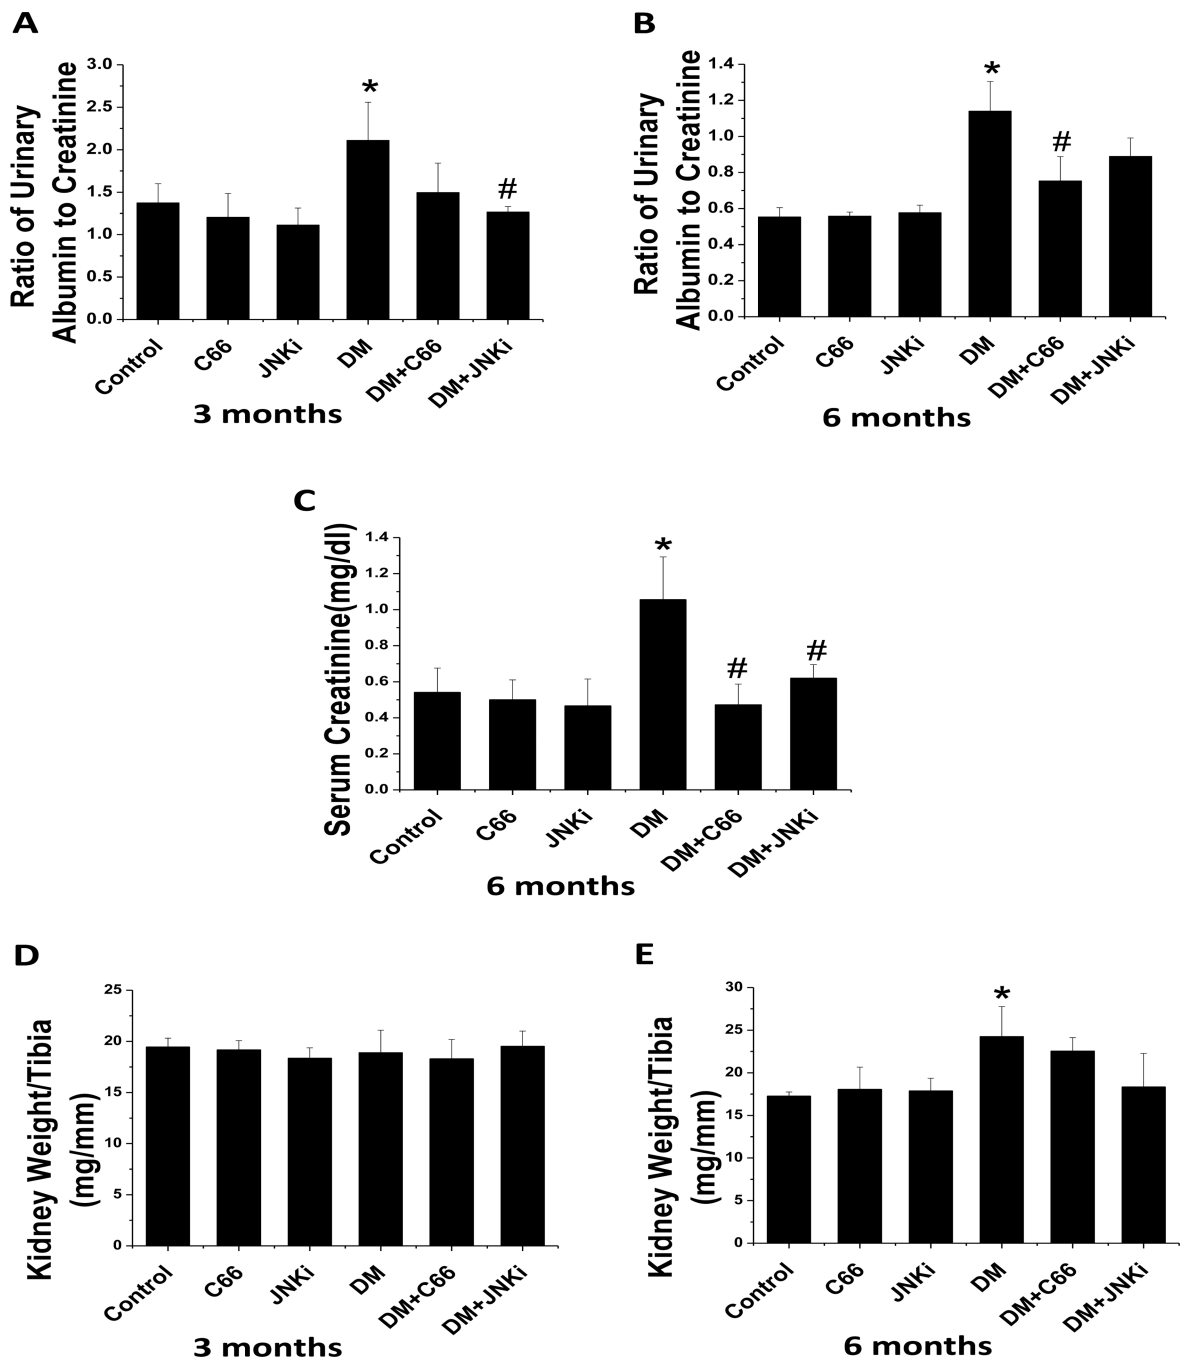 A
Ratio of Urinary
Albumin to Creatinine
3.0
2.5
2.0
1.5
1.0
0.5
0.0
*
#
Control
C66
JNKi
DM
DM+C66
DM+JNKi
3 months
B
Ratio of Urinary
Albumin to Creatinine
1.4
1.2
1.0
0.8
0.6
0.4
0.2
0.0
*
#
Control
C66
JNKi
DM
DM+C66
DM+JNKi
6 months
C
Serum Creatinine(mg/dl)
1.4
1.2
1.0
0.8
0.6
0.4
0.2
0.0
*
#
#
Control
C66
JNKi
DM
DM+C66
DM+JNKi
6 months
D
Kidney Weight/Tibia
(mg/mm)
25
20
15
10
5
0
Control
C66
JNKi
DM
DM+C66
DM+JNKi
3 months
E
Kidney Weight/Tibia
(mg/mm)
30
25
20
15
10
5
0
*
Control
C66
JNKi
DM
DM+C66
DM+JNKi
6 months